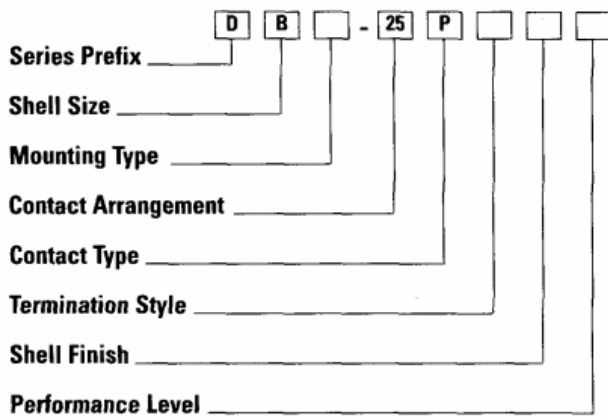 D B - 25 P
Series Prefix
Shell Size
Mounting Type
Contact Arrangement
Contact Type
Termination Style
Shell Finish
Performance Level